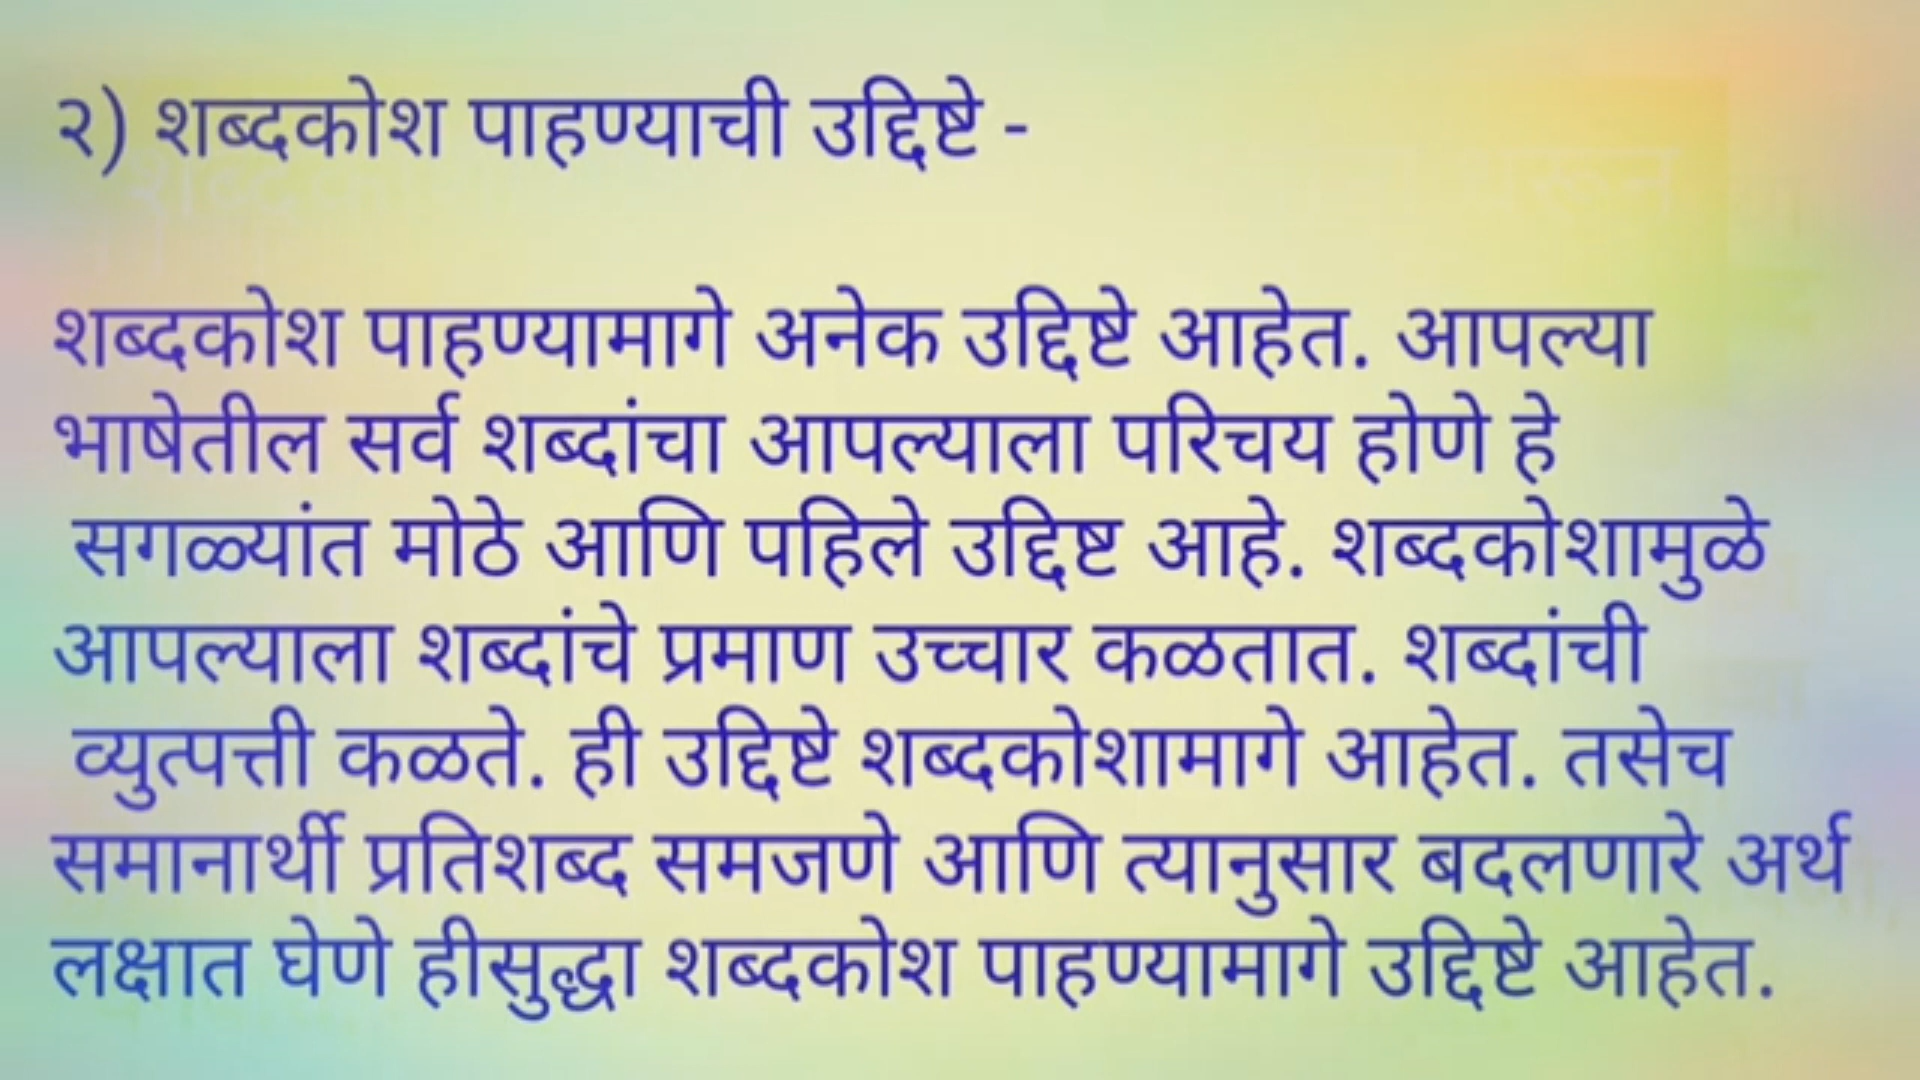 २) शब्दकोश पाहण्याची उद्दिष्टे -
शब्दकोश पाहण्यामागे अनेक उद्दिष्टे आहेत. आपल्या
भाषेतील सर्व शब्दांचा आपल्याला परिचय होणे हे
सगळ्यांत मोठे आणि पहिले उद्दिष्ट आहे. शब्दकोशामुळे
आपल्याला शब्दांचे प्रमाण उच्चार कळतात. शब्दांची
व्युत्पत्ती कळते. ही उद्दिष्टे शब्दकोशामागे आहेत. तसेच
समानार्थी प्रतिशब्द समजणे आणि त्यानुसार बदलणारे अर्थ
लक्षात घेणे हीसुद्धा शब्दकोश पाहण्यामागे उद्दिष्टे आहेत.